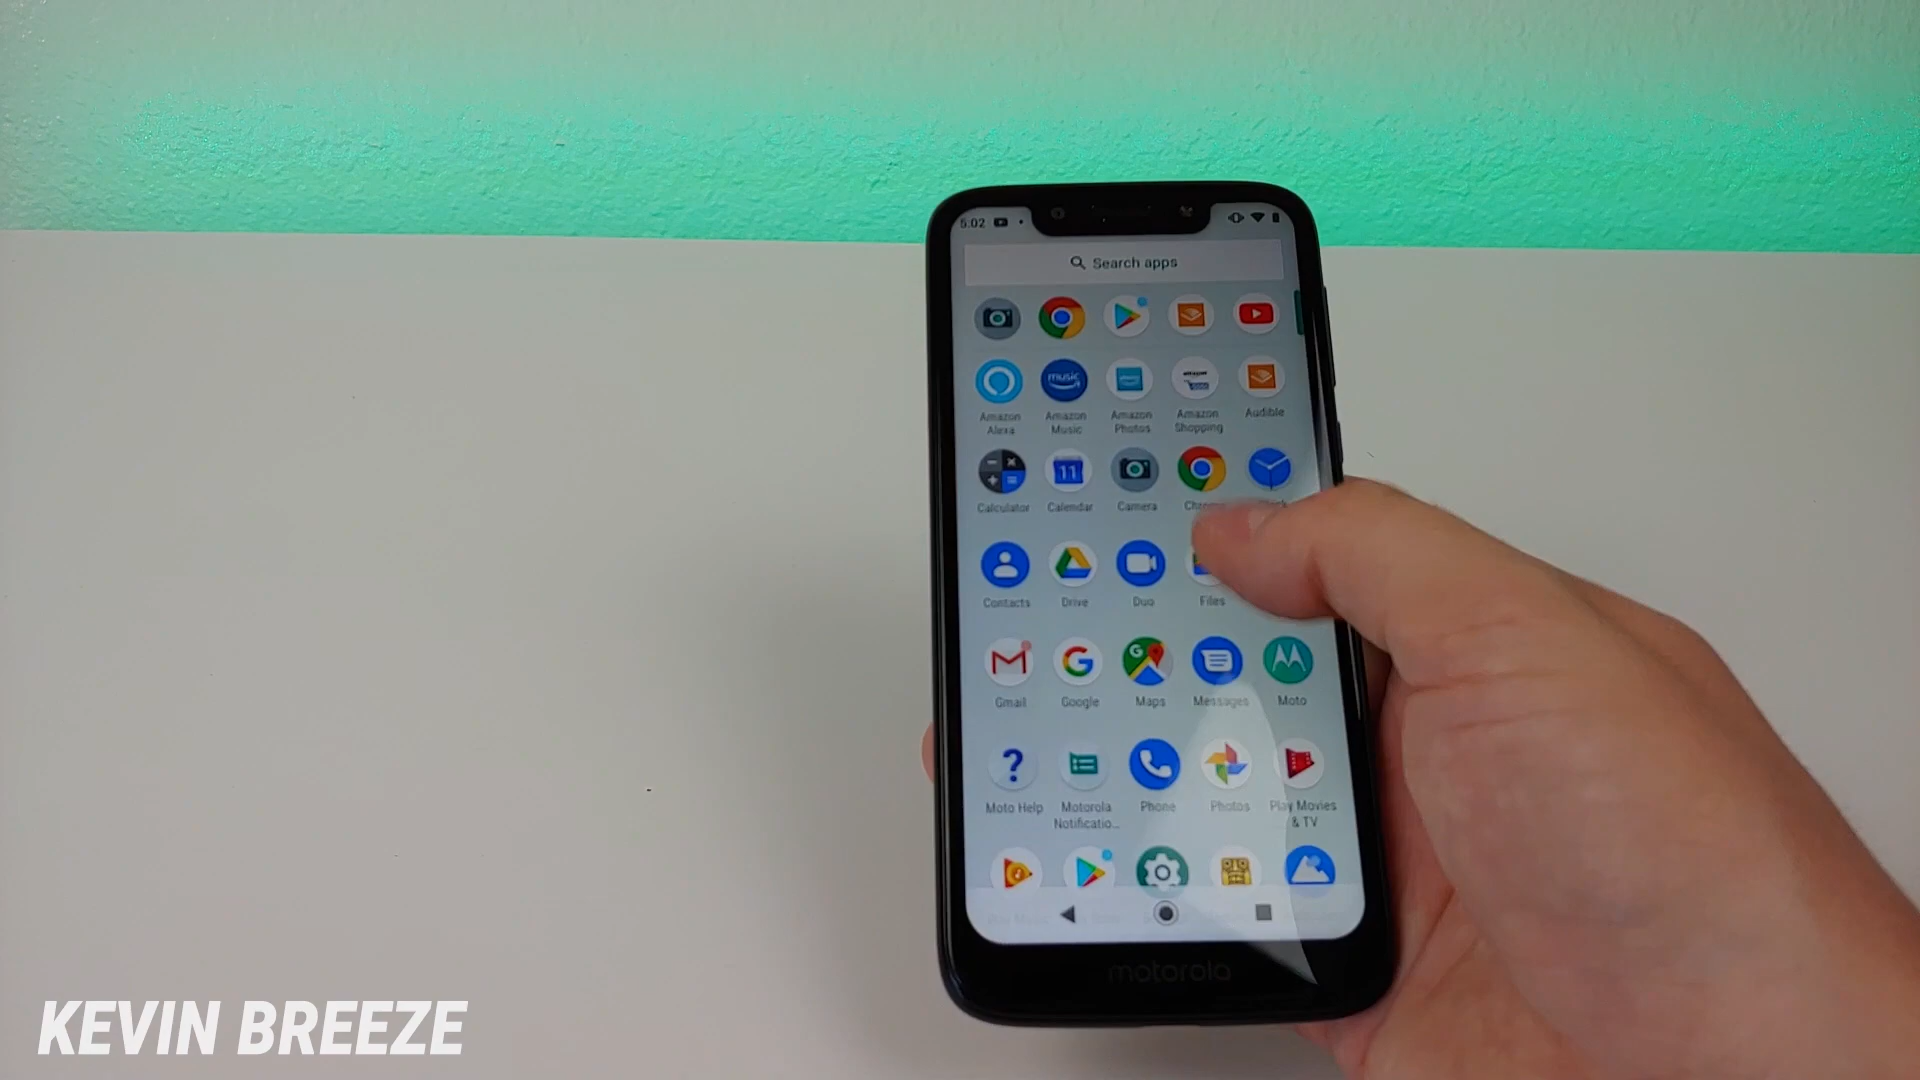 5:02
Search apps
Amazon Alexa
Amazon Music
Amazon Photos
Amazon Shopping
Audible
Calculator
11
Calendar
Camera
Contacts
Drive
Duo
Files
Gmail
Google
Maps
Messages
Moto
Moto Help
Motorola Notificatio...
Phone
Photos
Play Movies & TV
motorola
KEVIN BREEZE